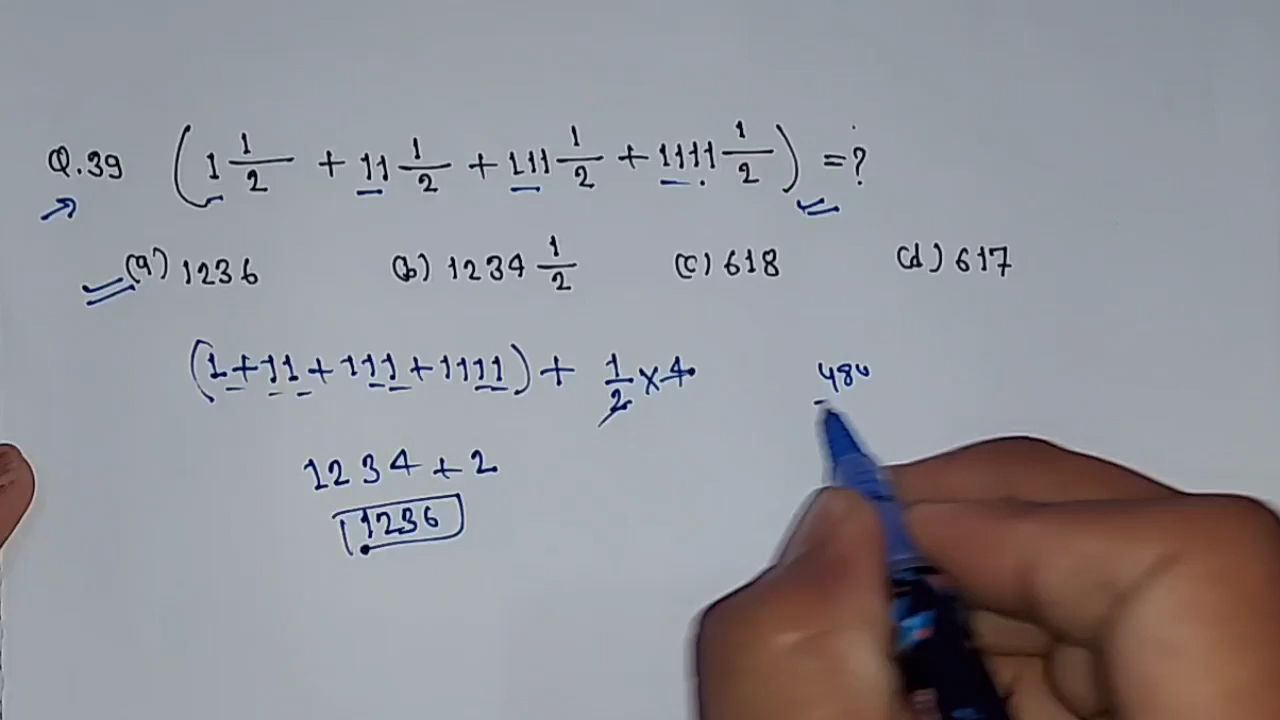 Q.39 (1 1/2 + 11 1/2 + 111 1/2 + 1111 1/2) = ?
(a) 1236 (b) 1234 1/2 (c) 618 (d) 617
(1+11+111+1111) + 1/2 × 4
1234 + 2
1236